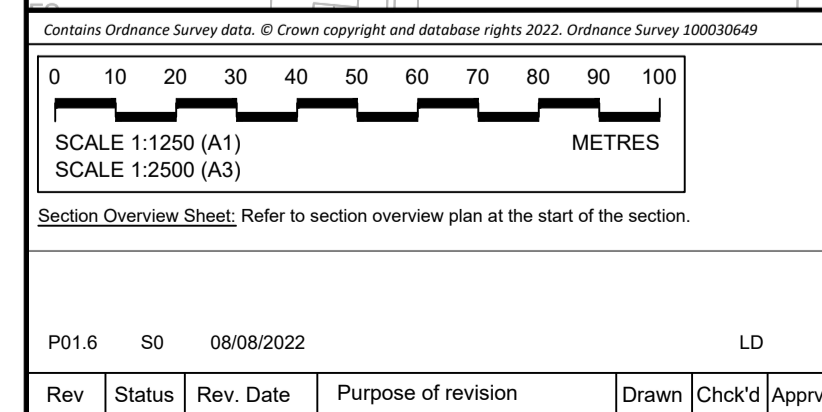 Contains Ordnance Survey data. © Crown copyright and database rights 2022. Ordnance Survey 100030649
0 10 20 30 40 50 60 70 80 90 100
SCALE 1:1250 (A1) METRES
SCALE 1:2500 (A3)
Section Overview Sheet: Refer to section overview plan at the start of the section.
P01.6 S0 08/08/2022 LD
Rev Status Rev. Date Purpose of revision Drawn Chck'd Apprv